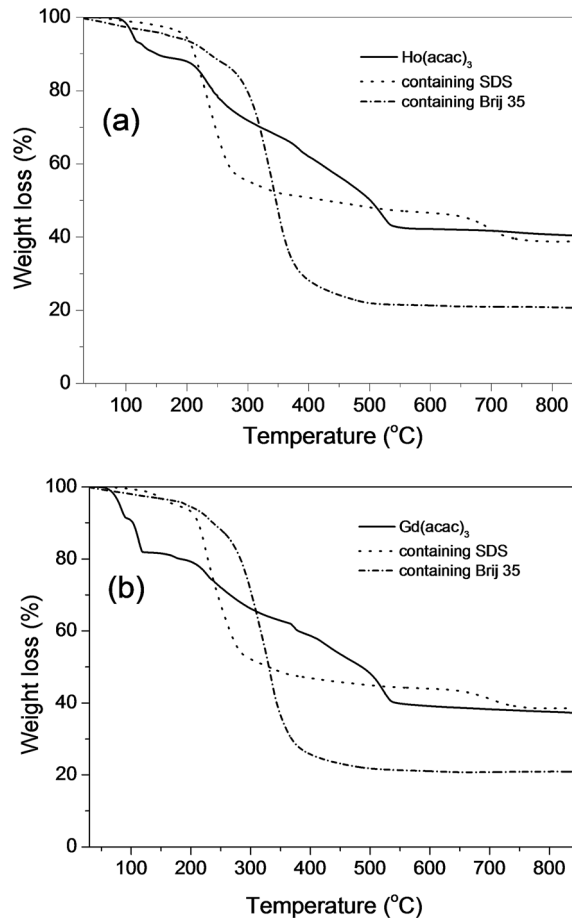 100
80
60
40
20
0
Weight loss (%)
(a)
Ho(acac)₃
containing SDS
containing Brij 35
100 200 300 400 500 600 700 800
Temperature (°C)
100
80
60
40
20
0
Weight loss (%)
(b)
Gd(acac)₃
containing SDS
containing Brij 35
100 200 300 400 500 600 700 800
Temperature (°C)